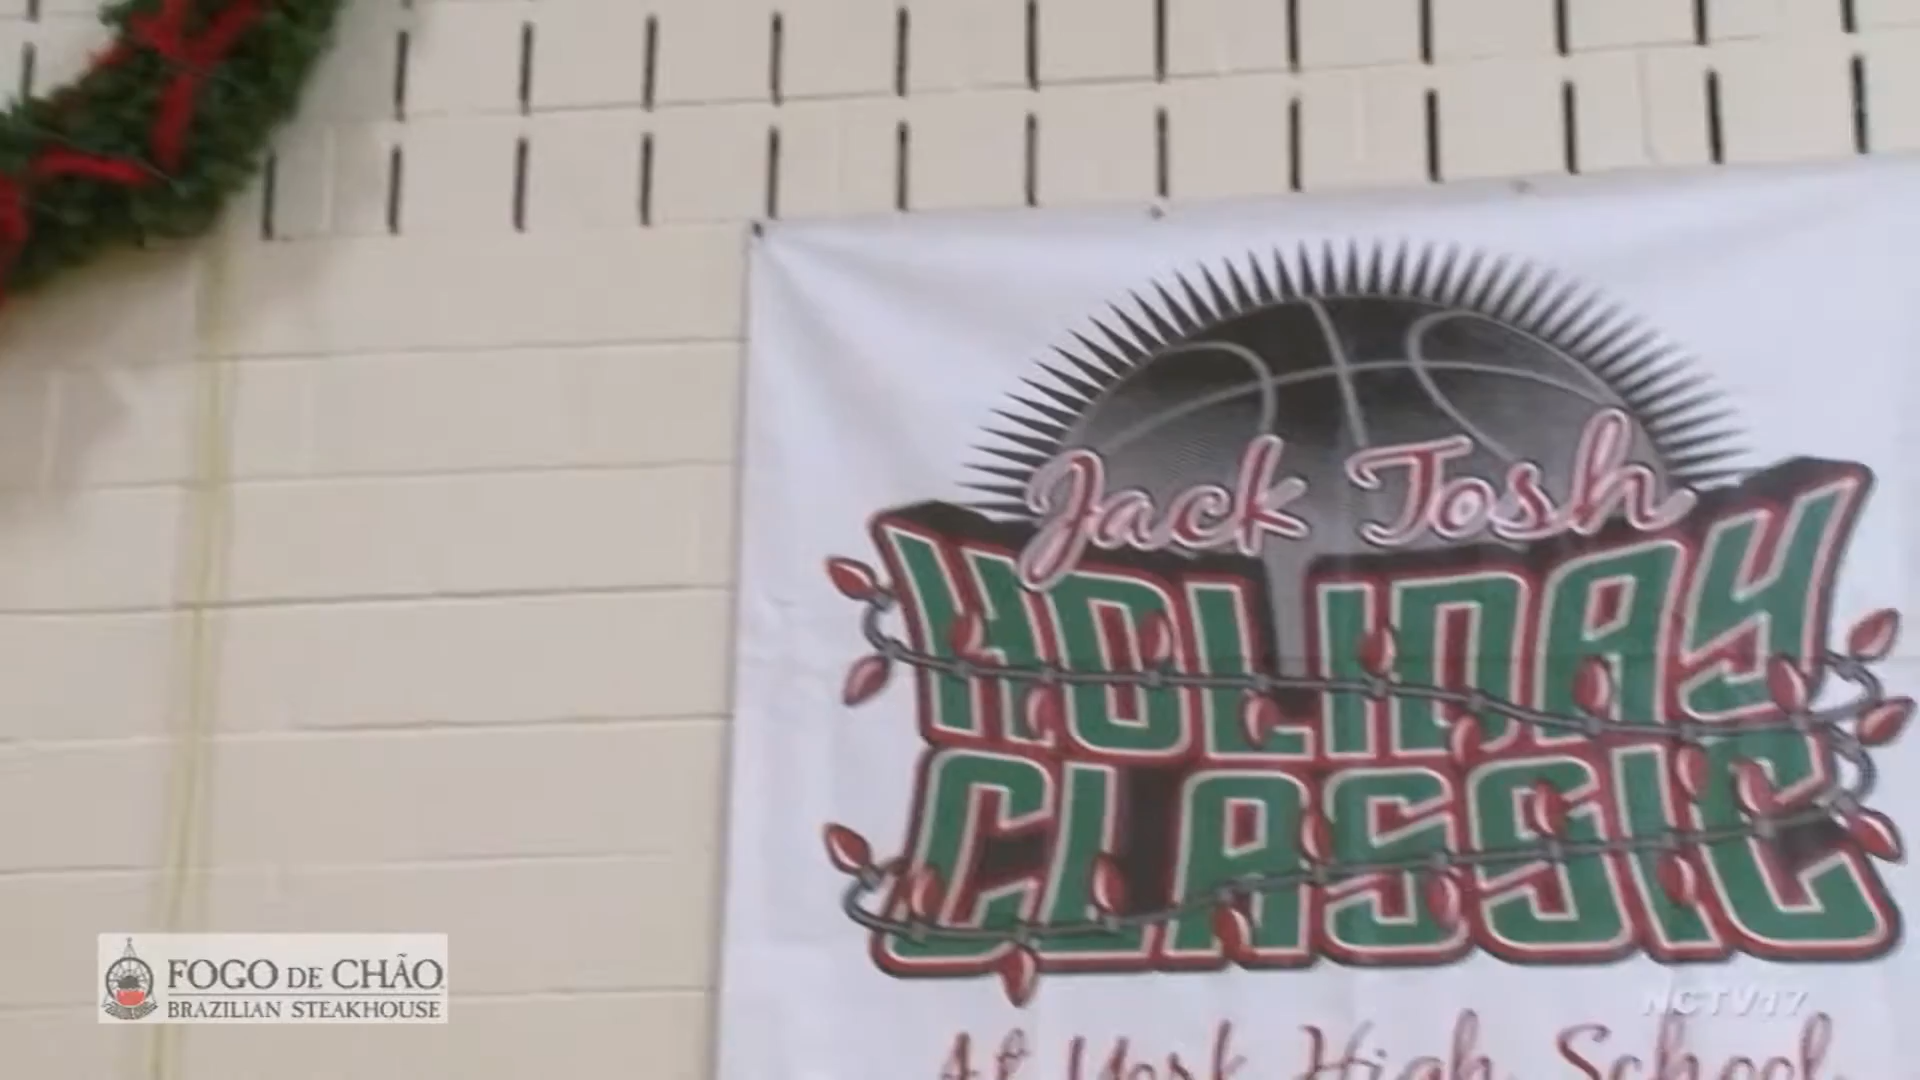 Jack Tosh
HOLIDAY
CLASSIC
At York High School
FOGO DE CHÃO
BRAZILIAN STEAKHOUSE
NCTV17